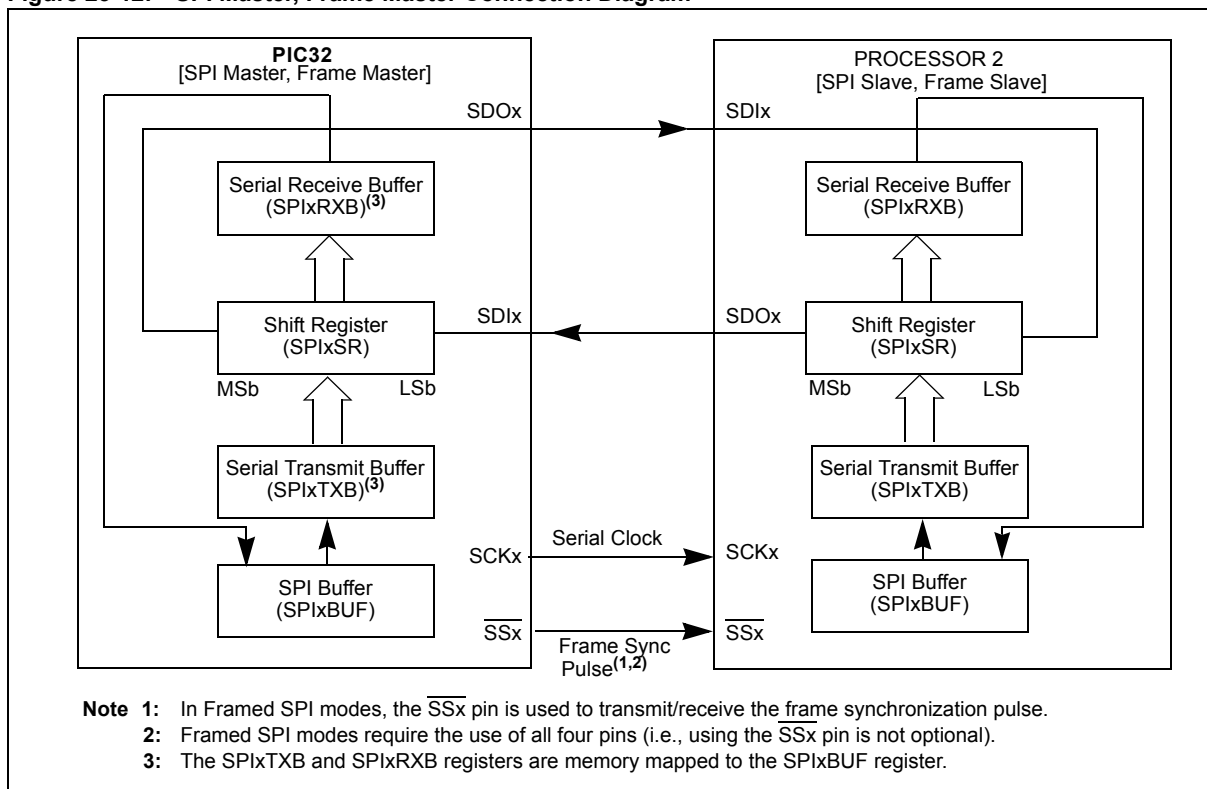 PIC32
[SPI Master, Frame Master]
SDOx
Serial Receive Buffer
(SPIxRXB)(3)
SDIx
Shift Register
(SPIxSR)
MSb
LSb
Serial Transmit Buffer
(SPIxTXB)(3)
SPI Buffer
(SPIxBUF)
SCKx
SSx
Serial Clock
Frame Sync
Pulse(1,2)
PROCESSOR 2
[SPI Slave, Frame Slave]
SDIx
Serial Receive Buffer
(SPIxRXB)
SDOx
Shift Register
(SPIxSR)
MSb
LSb
Serial Transmit Buffer
(SPIxTXB)
SCKx
SPI Buffer
(SPIxBUF)
SSx
Note 1: In Framed SPI modes, the SSx pin is used to transmit/receive the frame synchronization pulse.
2: Framed SPI modes require the use of all four pins (i.e., using the SSx pin is not optional).
3: The SPIxTXB and SPIxRXB registers are memory mapped to the SPIxBUF register.